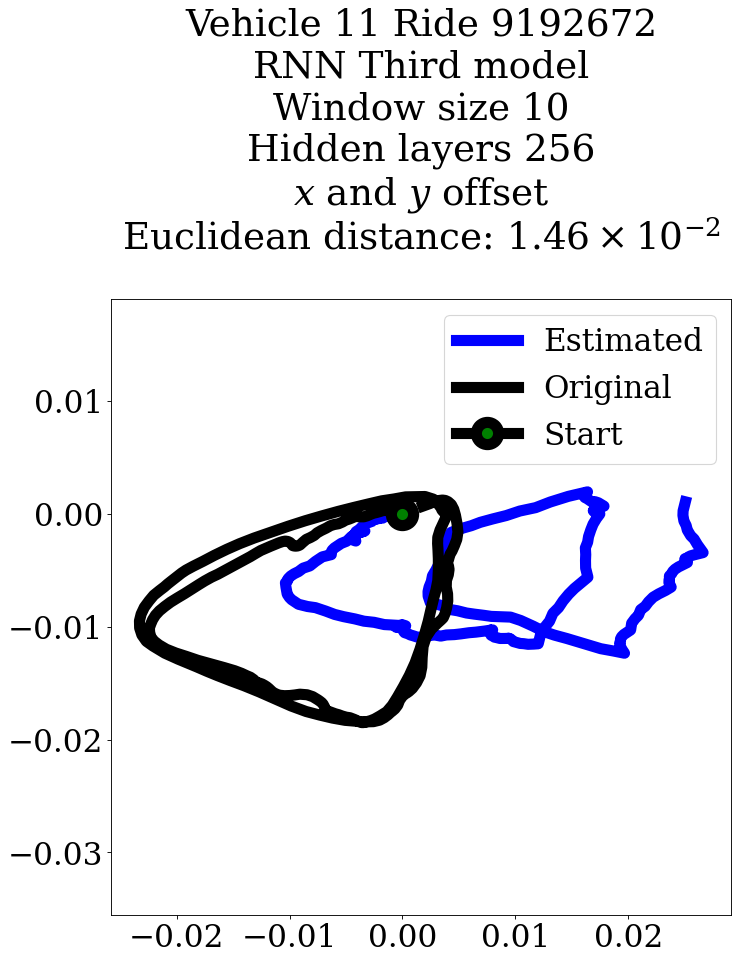 Vehicle 11 Ride 9192672
RNN Third model
Window size 10
Hidden layers 256
x and y offset
Euclidean distance: 1.46 × 10⁻²
Estimated
Original
Start
0.01
0.00
−0.01
−0.02
−0.03
−0.02 −0.01 0.00 0.01 0.02